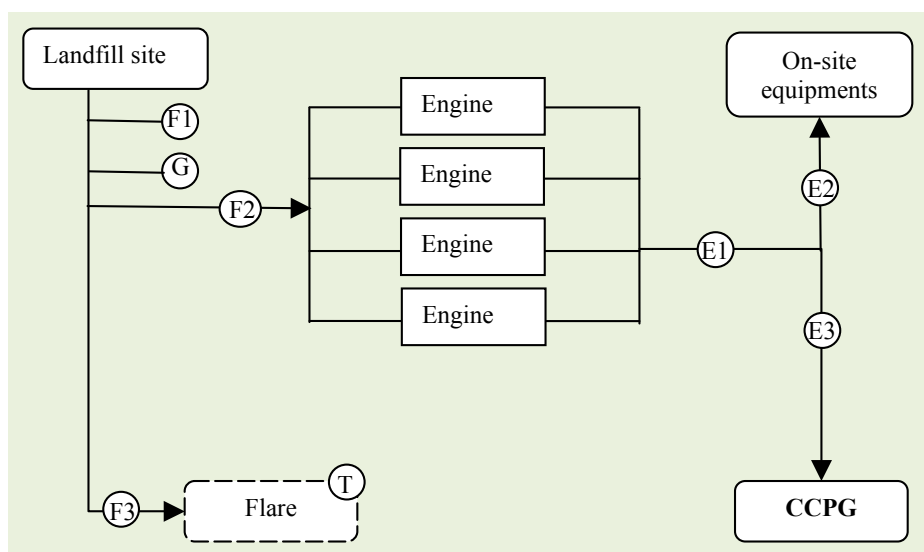 Landfill site
On-site
equipments
Engine
F1
G
Engine
F2
E2
Engine
E1
Engine
E3
T
Flare
F3
CCPG